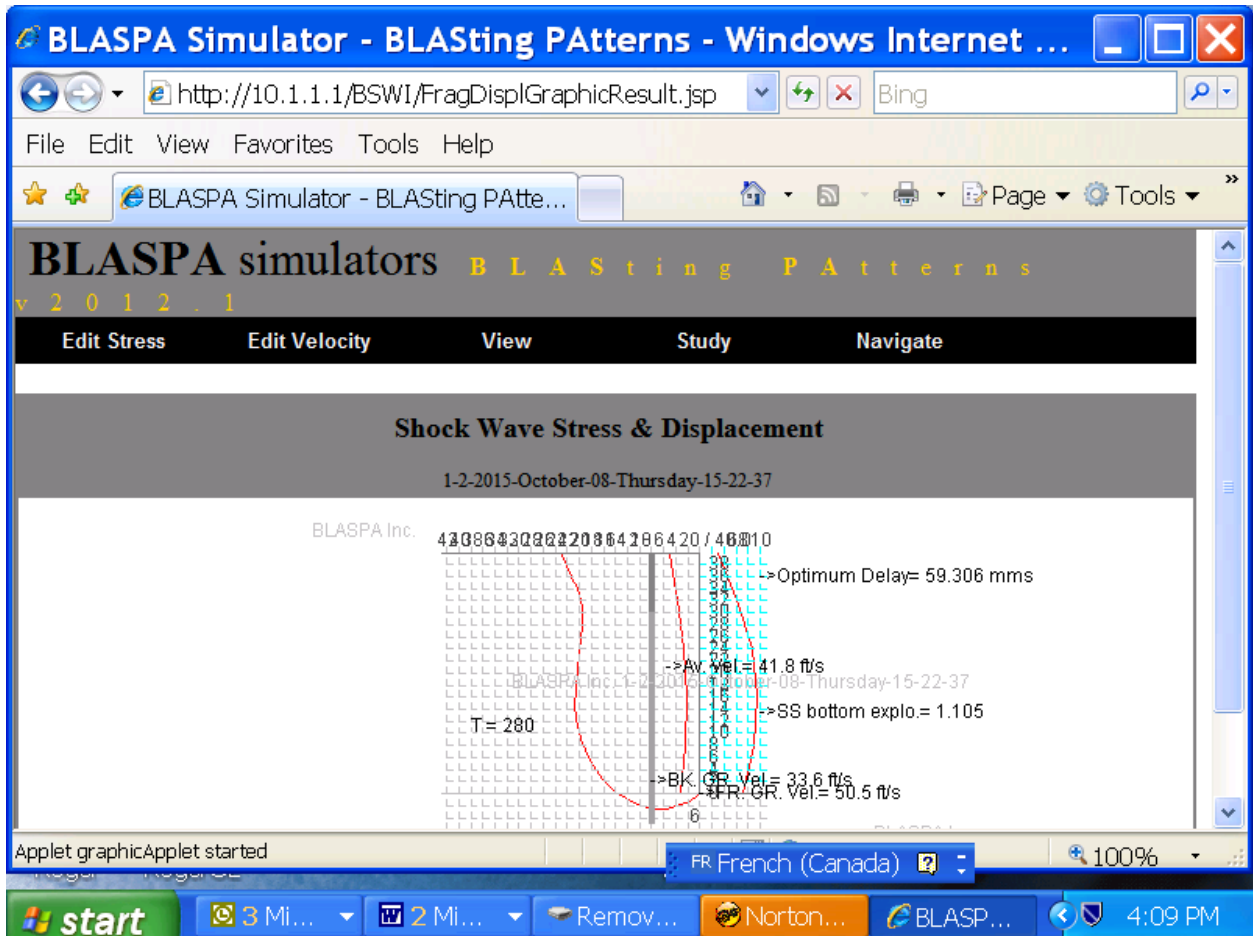 BLASPA Simulator - BLASting PAtterns - Windows Internet ...
http://10.1.1.1/BSWI/FragDisplGraphicResult.jsp Bing
File Edit View Favorites Tools Help
BLASPA Simulator - BLASting PAtte... Page Tools »
BLASPA simulators BLASting PAtterns
v2012.1
Edit Stress Edit Velocity View Study Navigate
Shock Wave Stress & Displacement
1-2-2015-October-08-Thursday-15-22-37
BLASPA Inc.
->Optimum Delay= 59.306 mms
->Av. Vel.= 41.8 ft/s
BLASPA Inc. 1-2-2015-October-08-Thursday-15-22-37
->SS bottom explo.= 1.105
T = 280
->BK. GR. Vel.= 33.6 ft/s
->FR. GR. Vel.= 50.5 ft/s
6
Applet graphicApplet started
FR French (Canada)
100%
start 3 Mi... 2 Mi... Remov... Norton... BLASP... 4:09 PM